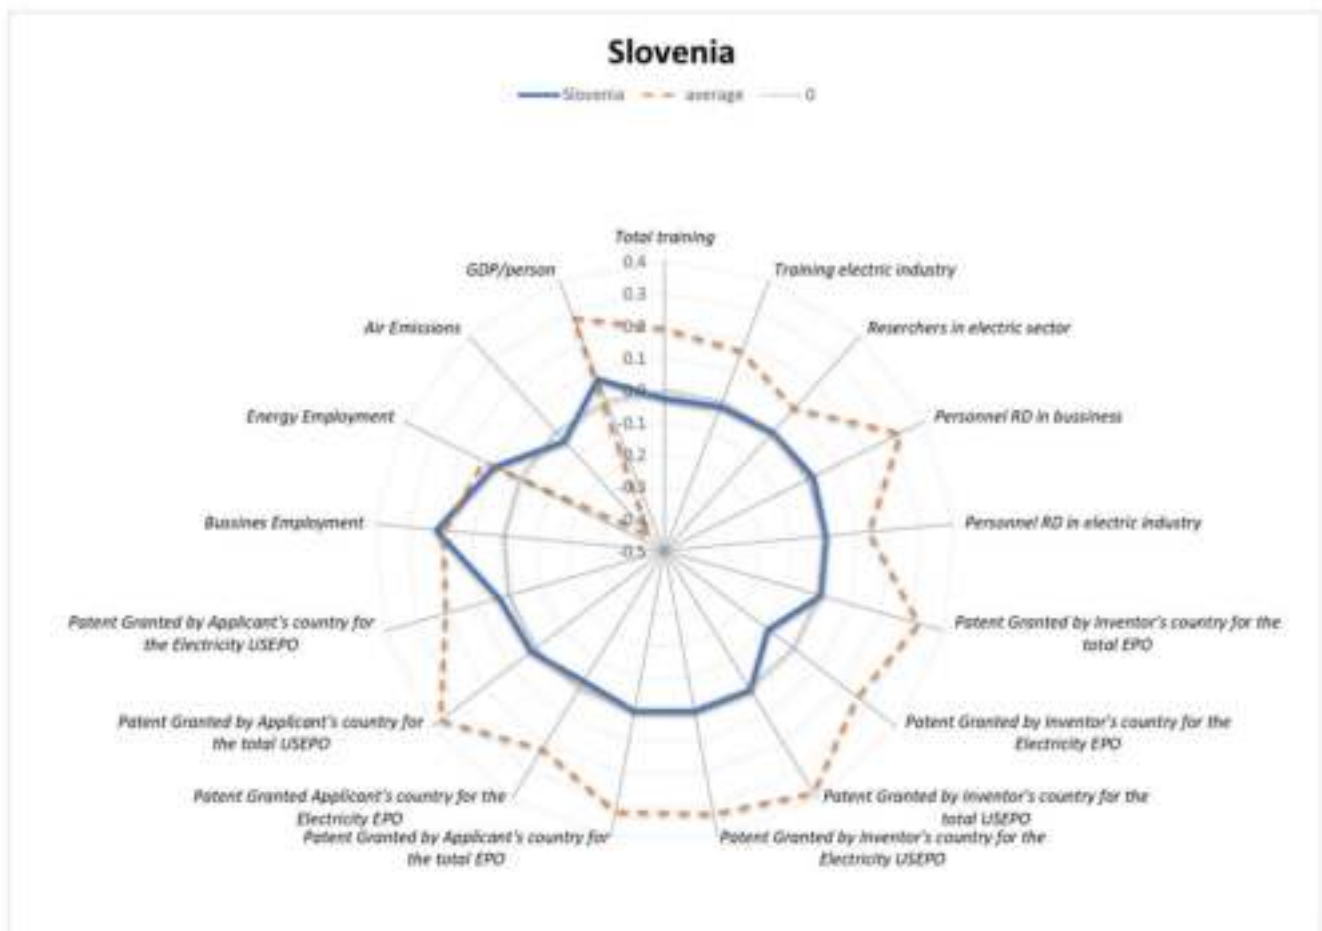 Slovenia
Slovenia average 0
Total training
GDP/person
Training electric industry
Air Emissions
Reserchers in electric sector
Energy Employment
Personnel RD in bussiness
Bussines Employment
Personnel RD in electric industry
Patent Granted by Applicant's country for
the Electricity USEPO
Patent Granted by Inventor's country for the
total EPO
Patent Granted by Applicant's country for
the total USEPO
Patent Granted by Inventor's country for the
Electricity EPO
Patent Granted Applicant's country for the
Electricity EPO
Patent Granted by Inventor's country for the
total USEPO
Patent Granted by Applicant's country for
the total EPO
Patent Granted by Inventor's country for the
Electricity USEPO
0.4
0.3
0.2
0.1
0.0
-0.1
-0.2
-0.3
-0.4
-0.5